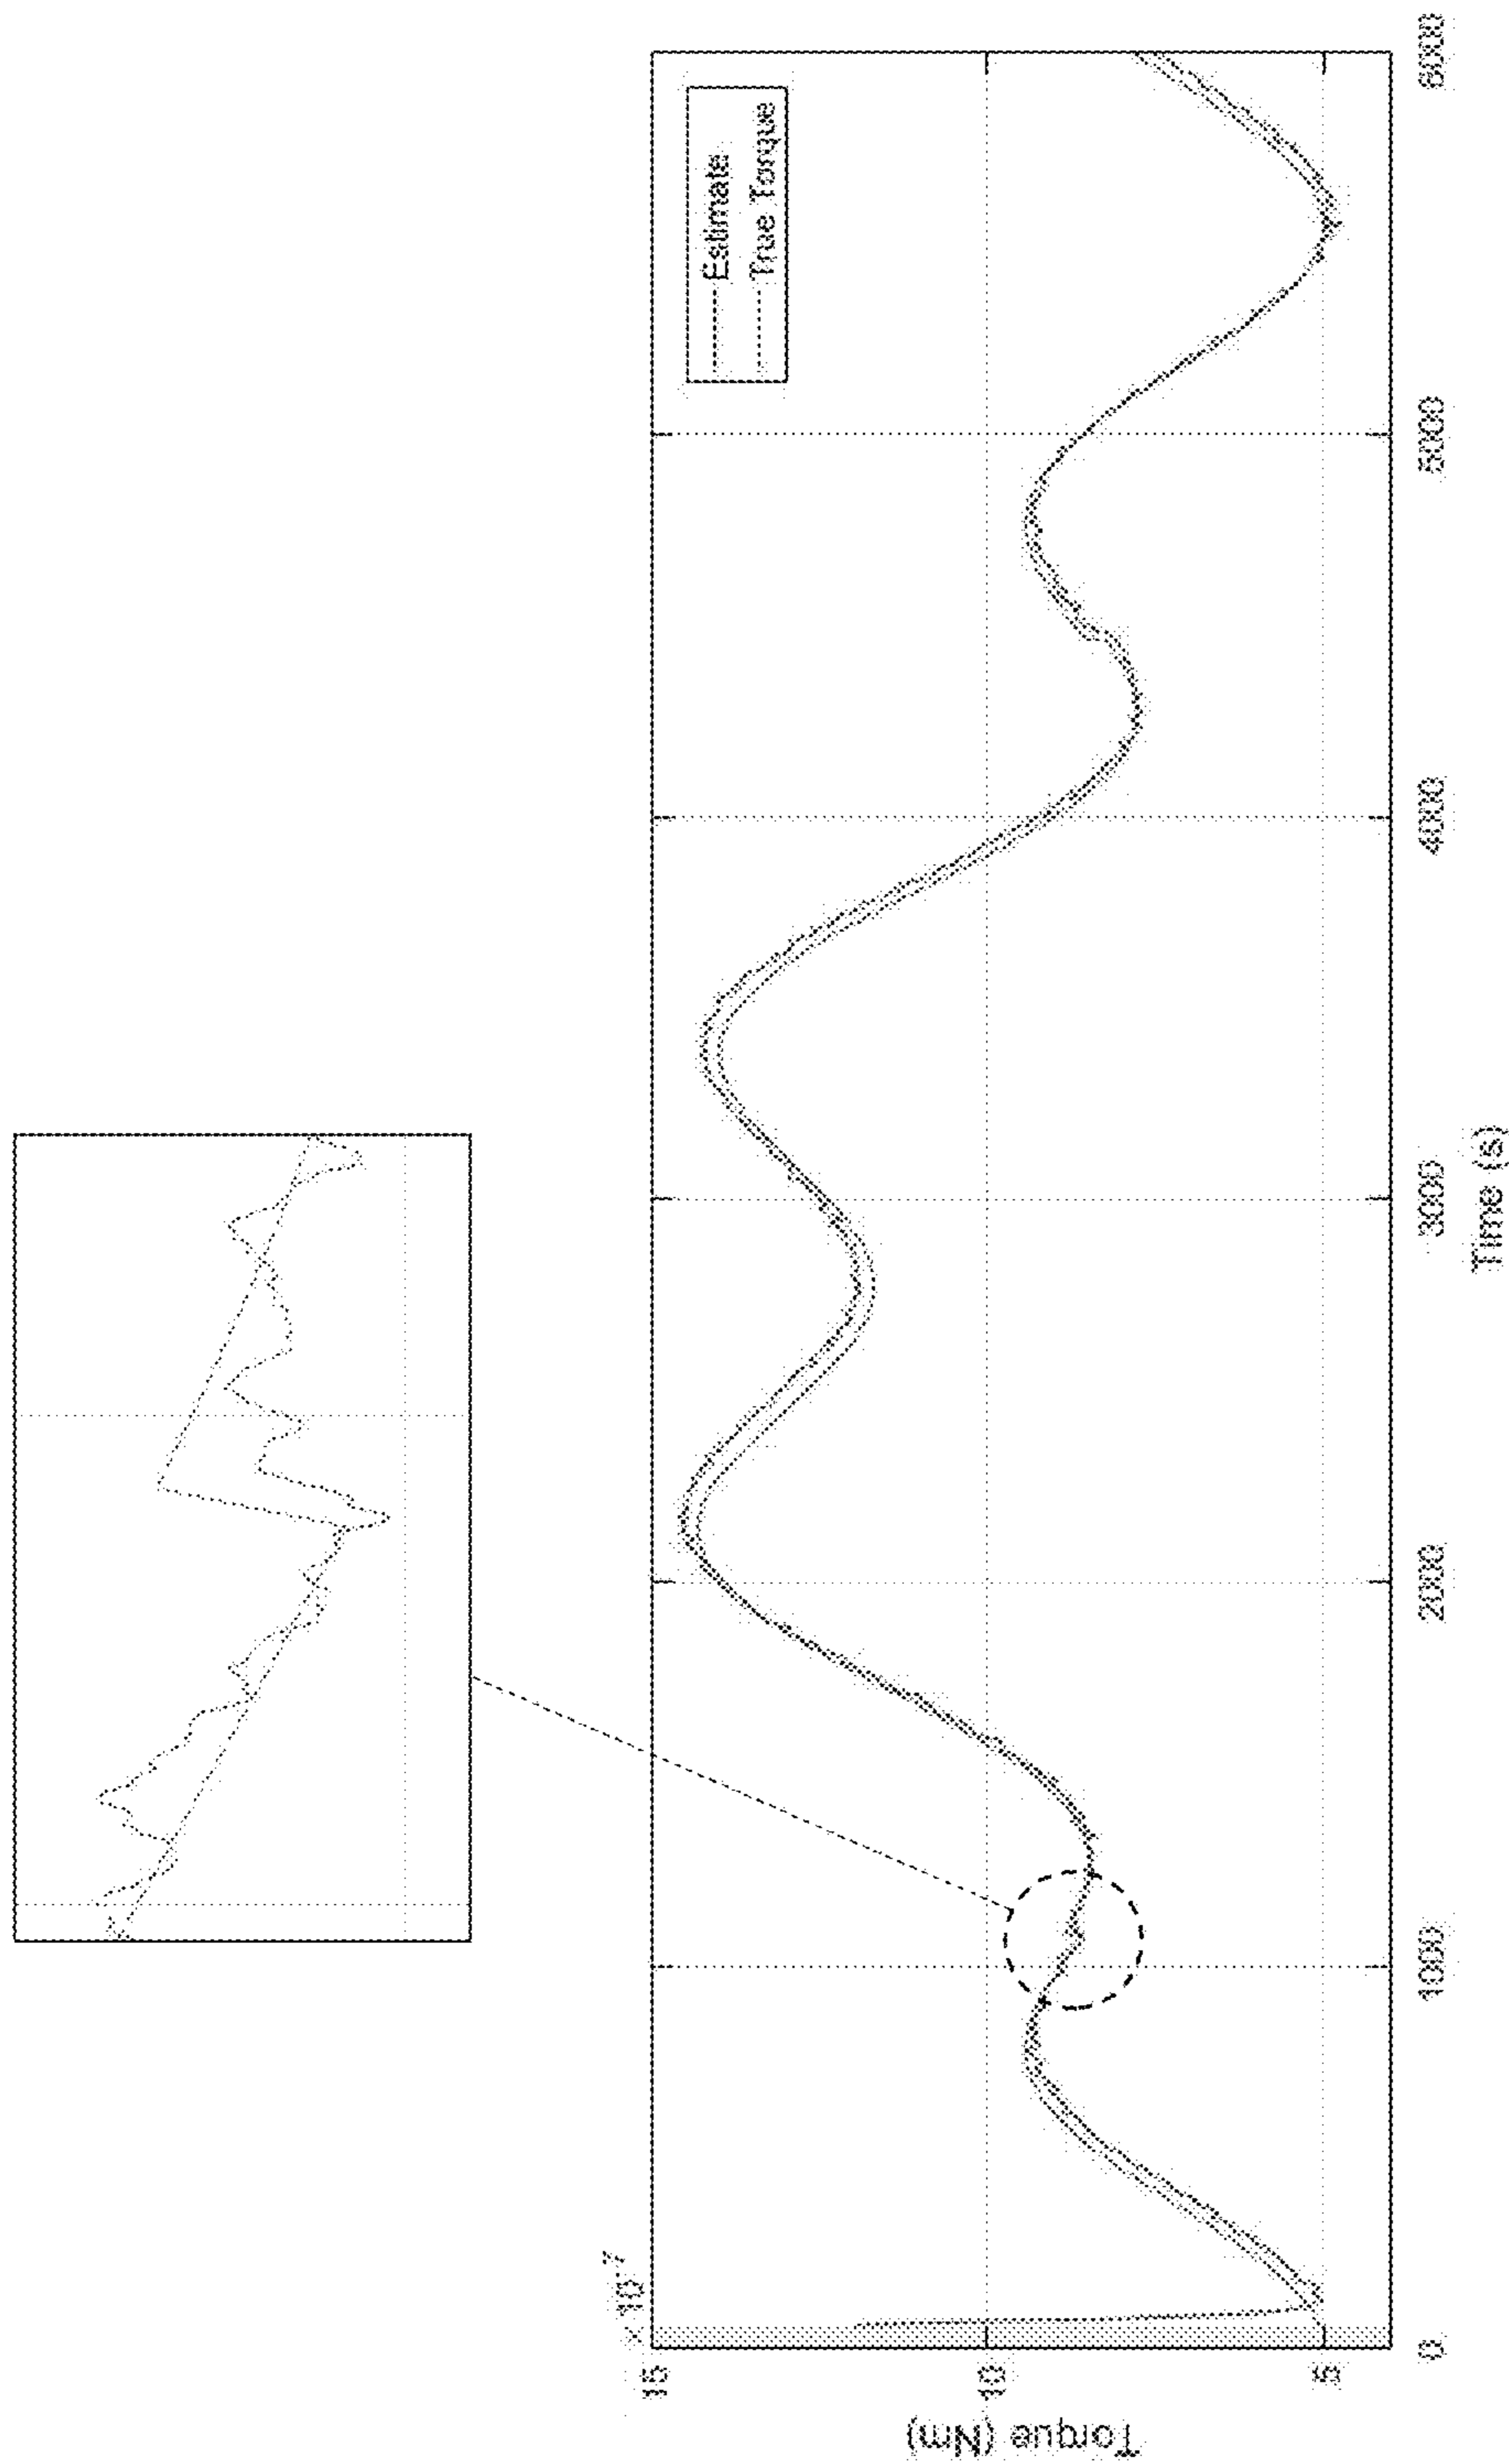 × 10⁻⁷
15
10
5
Torque (Nm)
Estimate
True Torque
0
1000
2000
3000
4000
5000
6000
Time (s)